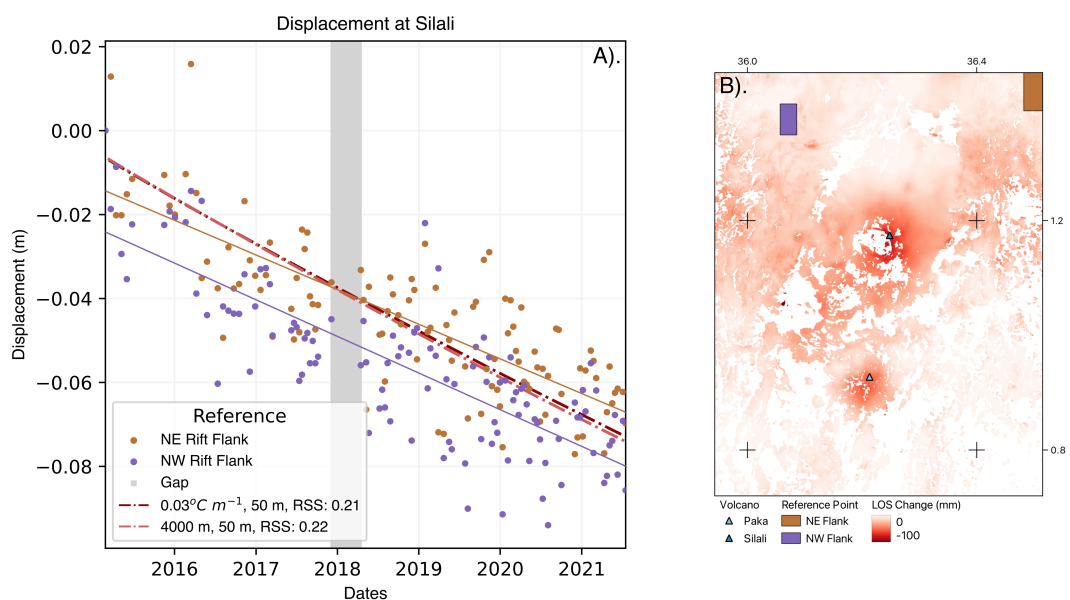 Displacement at Silali
A).
0.02
0.00
−0.02
−0.04
−0.06
−0.08
Displacement (m)
Reference
NE Rift Flank
NW Rift Flank
Gap
0.03°C m⁻¹, 50 m, RSS: 0.21
4000 m, 50 m, RSS: 0.22
2016 2017 2018 2019 2020 2021
Dates
36.0 36.4
B).
1.2
0.8
Volcano Reference Point LOS Change (mm)
Paka NE Flank 0
Silali NW Flank -100